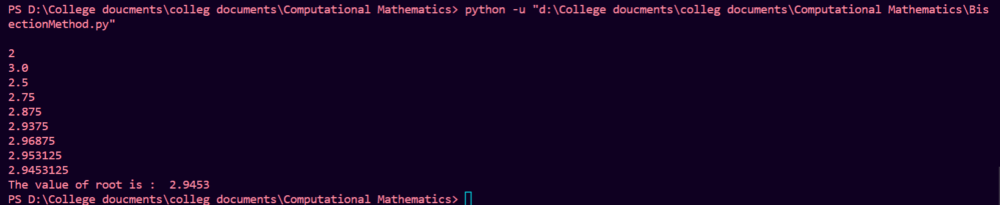 PS D:\College doucments\colleg documents\Computational Mathematics> python -u "d:\College doucments\colleg documents\Computational Mathematics\Bis
ectionMethod.py"
2
3.0
2.5
2.75
2.875
2.9375
2.96875
2.953125
2.9453125
The value of root is :  2.9453
PS D:\College doucments\colleg documents\Computational Mathematics>